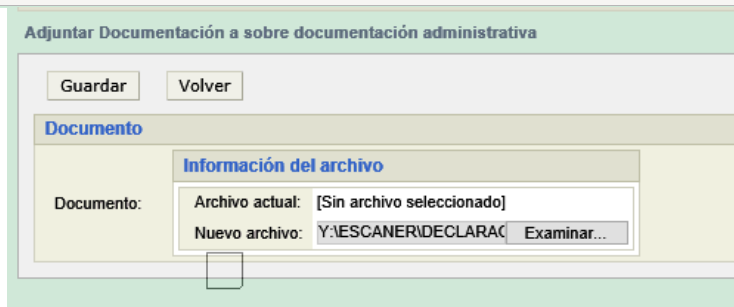 Adjuntar Documentación a sobre documentación administrativa
Guardar Volver
Documento
Información del archivo
Documento: Archivo actual: [Sin archivo seleccionado]
Nuevo archivo: Y:\ESCANER\DECLARAC Examinar...